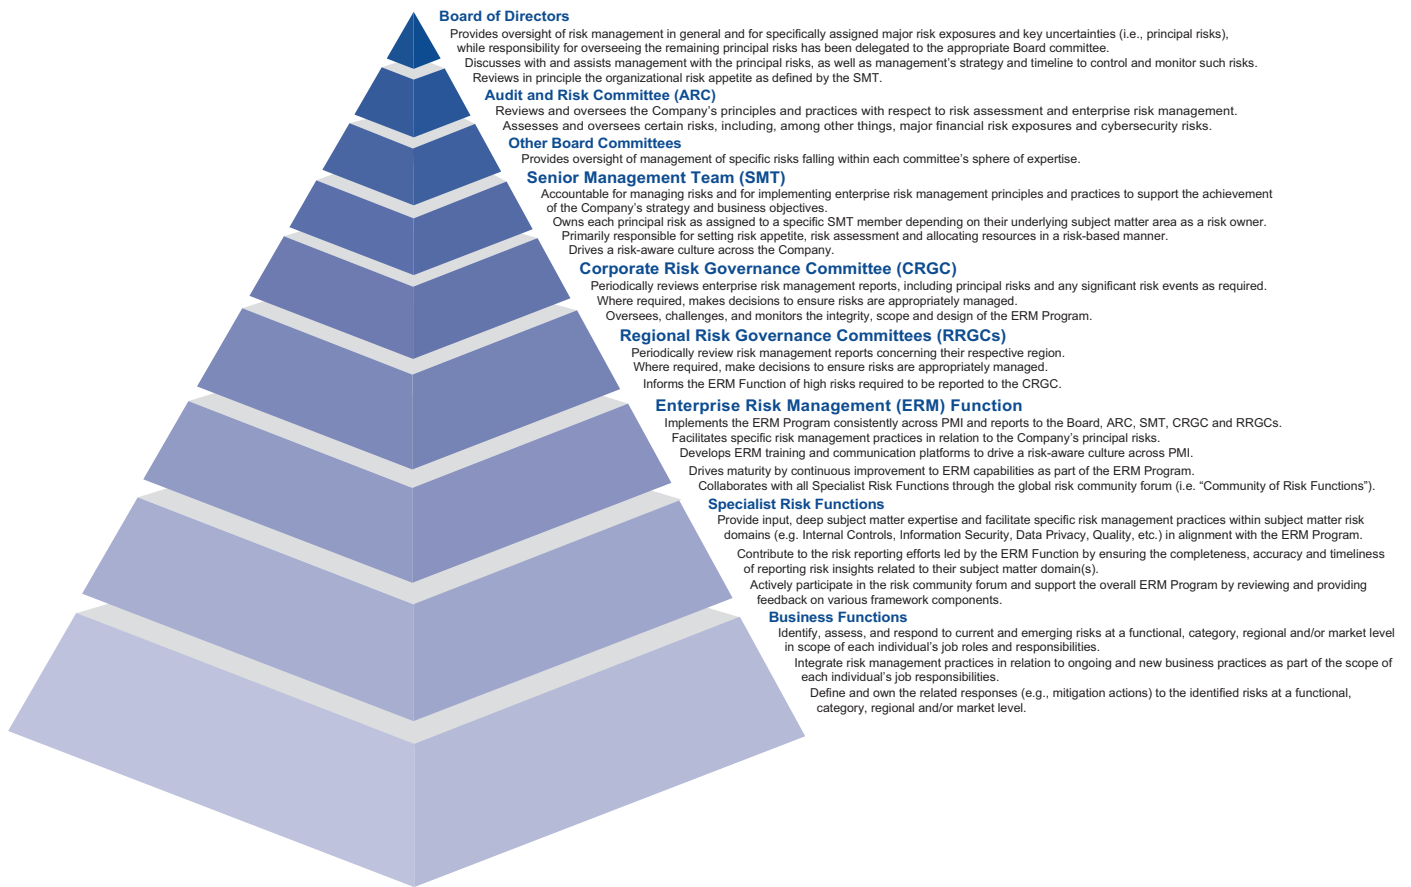 Board of Directors
Provides oversight of risk management in general and for specifically assigned major risk exposures and key uncertainties (i.e., principal risks),
while responsibility for overseeing the remaining principal risks has been delegated to the appropriate Board committee.
Discusses with and assists management with the principal risks, as well as management’s strategy and timeline to control and monitor such risks.
Reviews in principle the organizational risk appetite as defined by the SMT.
Audit and Risk Committee (ARC)
Reviews and oversees the Company’s principles and practices with respect to risk assessment and enterprise risk management.
Assesses and oversees certain risks, including, among other things, major financial risk exposures and cybersecurity risks.
Other Board Committees
Provides oversight of management of specific risks falling within each committee’s sphere of expertise.
Senior Management Team (SMT)
Accountable for managing risks and for implementing enterprise risk management principles and practices to support the achievement
of the Company’s strategy and business objectives.
Owns each principal risk as assigned to a specific SMT member depending on their underlying subject matter area as a risk owner.
Primarily responsible for setting risk appetite, risk assessment and allocating resources in a risk-based manner.
Drives a risk-aware culture across the Company.
Corporate Risk Governance Committee (CRGC)
Periodically reviews enterprise risk management reports, including principal risks and any significant risk events as required.
Where required, makes decisions to ensure risks are appropriately managed.
Oversees, challenges, and monitors the integrity, scope and design of the ERM Program.
Regional Risk Governance Committees (RRGCs)
Periodically review risk management reports concerning their respective region.
Where required, make decisions to ensure risks are appropriately managed.
Informs the ERM Function of high risks required to be reported to the CRGC.
Enterprise Risk Management (ERM) Function
Implements the ERM Program consistently across PMI and reports to the Board, ARC, SMT, CRGC and RRGCs.
Facilitates specific risk management practices in relation to the Company’s principal risks.
Develops ERM training and communication platforms to drive a risk-aware culture across PMI.
Drives maturity by continuous improvement to ERM capabilities as part of the ERM Program.
Collaborates with all Specialist Risk Functions through the global risk community forum (i.e. “Community of Risk Functions”).
Specialist Risk Functions
Provide input, deep subject matter expertise and facilitate specific risk management practices within subject matter risk
domains (e.g. Internal Controls, Information Security, Data Privacy, Quality, etc.) in alignment with the ERM Program.
Contribute to the risk reporting efforts led by the ERM Function by ensuring the completeness, accuracy and timeliness
of reporting risk insights related to their subject matter domain(s).
Actively participate in the risk community forum and support the overall ERM Program by reviewing and providing
feedback on various framework components.
Business Functions
Identify, assess, and respond to current and emerging risks at a functional, category, regional and/or market level
in scope of each individual’s job roles and responsibilities.
Integrate risk management practices in relation to ongoing and new business practices as part of the scope of
each individual’s job responsibilities.
Define and own the related responses (e.g., mitigation actions) to the identified risks at a functional,
category, regional and/or market level.